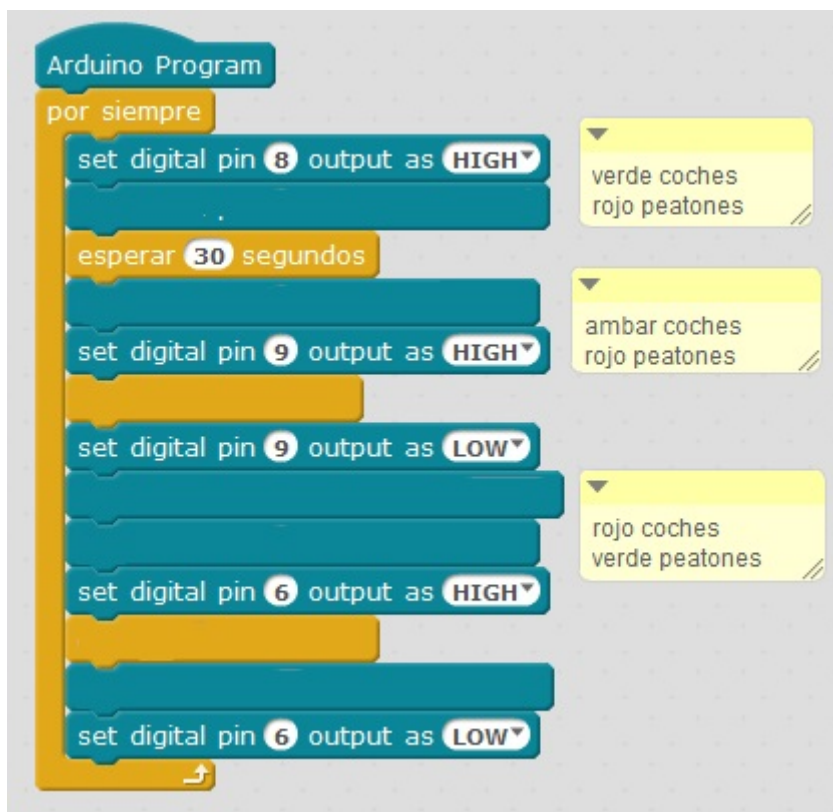 Arduino Program
por siempre
set digital pin 8 output as HIGH
verde coches
rojo peatones
esperar 30 segundos
ambar coches
rojo peatones
set digital pin 9 output as HIGH
set digital pin 9 output as LOW
rojo coches
verde peatones
set digital pin 6 output as HIGH
set digital pin 6 output as LOW